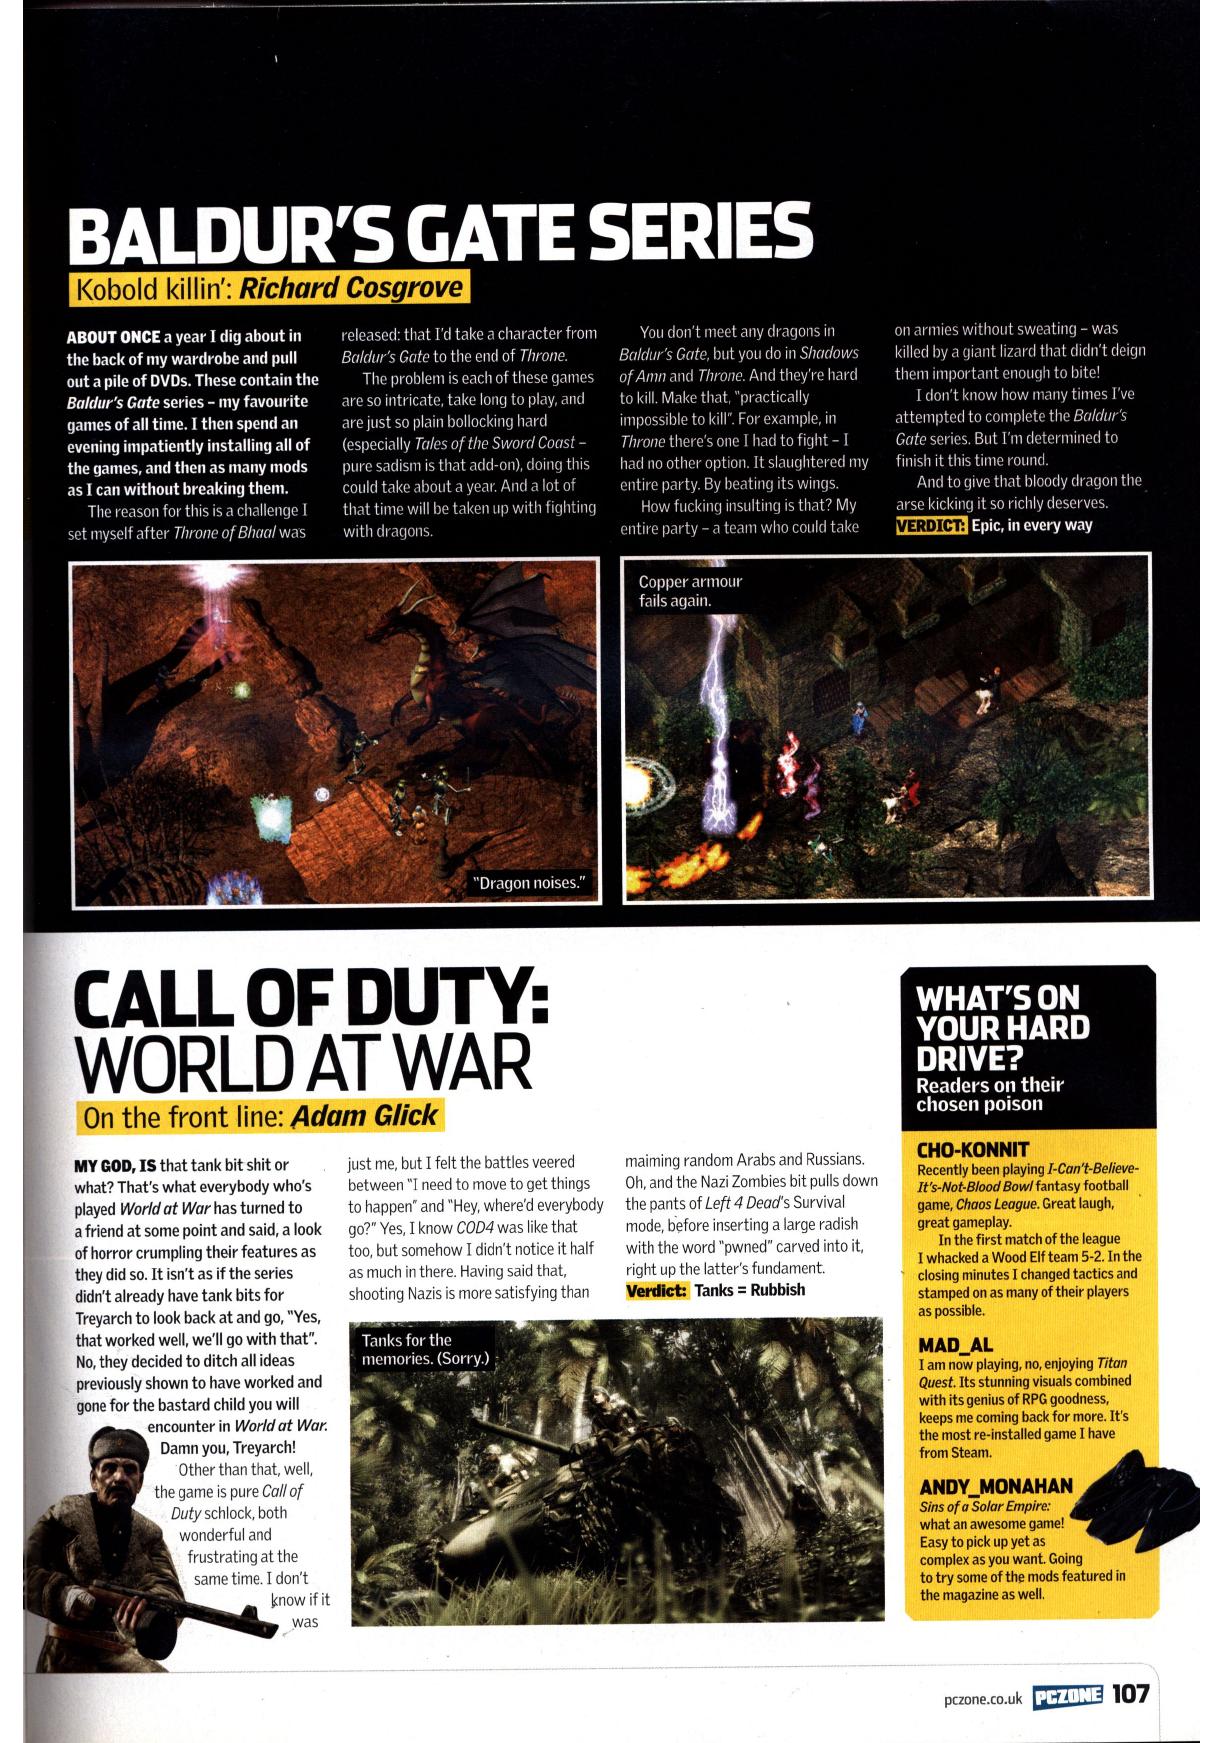 BALDUR'S GATE SERIES
Kobold killin': Richard Cosgrove
ABOUT ONCE a year I dig about in
the back of my wardrobe and pull
out a pile of DVDs. These contain the
Baldur's Gate series – my favourite
games of all time. I then spend an
evening impatiently installing all of
the games, and then as many mods
as I can without breaking them.
The reason for this is a challenge I
set myself after Throne of Bhaal was
released: that I'd take a character from
Baldur's Gate to the end of Throne.
The problem is each of these games
are so intricate, take long to play, and
are just so plain bollocking hard
(especially Tales of the Sword Coast –
pure sadism is that add-on), doing this
could take about a year. And a lot of
that time will be taken up with fighting
with dragons.
You don't meet any dragons in
Baldur's Gate, but you do in Shadows
of Amn and Throne. And they're hard
to kill. Make that, "practically
impossible to kill". For example, in
Throne there's one I had to fight – I
had no other option. It slaughtered my
entire party. By beating its wings.
How fucking insulting is that? My
entire party – a team who could take
on armies without sweating – was
killed by a giant lizard that didn't deign
them important enough to bite!
I don't know how many times I've
attempted to complete the Baldur's
Gate series. But I'm determined to
finish it this time round.
And to give that bloody dragon the
arse kicking it so richly deserves.
VERDICT: Epic, in every way
"Dragon noises."
Copper armour
fails again.
CALL OF DUTY:
WORLD AT WAR
On the front line: Adam Glick
MY GOD, IS that tank bit shit or
what? That's what everybody who's
played World at War has turned to
a friend at some point and said, a look
of horror crumpling their features as
they did so. It isn't as if the series
didn't already have tank bits for
Treyarch to look back at and go, "Yes,
that worked well, we'll go with that".
No, they decided to ditch all ideas
previously shown to have worked and
gone for the bastard child you will
encounter in World at War.
Damn you, Treyarch!
Other than that, well,
the game is pure Call of
Duty schlock, both
wonderful and
frustrating at the
same time. I don't
know if it
was
just me, but I felt the battles veered
between "I need to move to get things
to happen" and "Hey, where'd everybody
go?" Yes, I know COD4 was like that
too, but somehow I didn't notice it half
as much in there. Having said that,
shooting Nazis is more satisfying than
maiming random Arabs and Russians.
Oh, and the Nazi Zombies bit pulls down
the pants of Left 4 Dead's Survival
mode, before inserting a large radish
with the word "pwned" carved into it,
right up the latter's fundament.
Verdict: Tanks = Rubbish
Tanks for the
memories. (Sorry.)
WHAT'S ON
YOUR HARD
DRIVE?
Readers on their
chosen poison
CHO-KONNIT
Recently been playing I-Can't-Believe-
It's-Not-Blood Bowl fantasy football
game, Chaos League. Great laugh,
great gameplay.
In the first match of the league
I whacked a Wood Elf team 5-2. In the
closing minutes I changed tactics and
stamped on as many of their players
as possible.
MAD_AL
I am now playing, no, enjoying Titan
Quest. Its stunning visuals combined
with its genius of RPG goodness,
keeps me coming back for more. It's
the most re-installed game I have
from Steam.
ANDY_MONAHAN
Sins of a Solar Empire:
what an awesome game!
Easy to pick up yet as
complex as you want. Going
to try some of the mods featured in
the magazine as well.
pczone.co.uk PCZONE 107